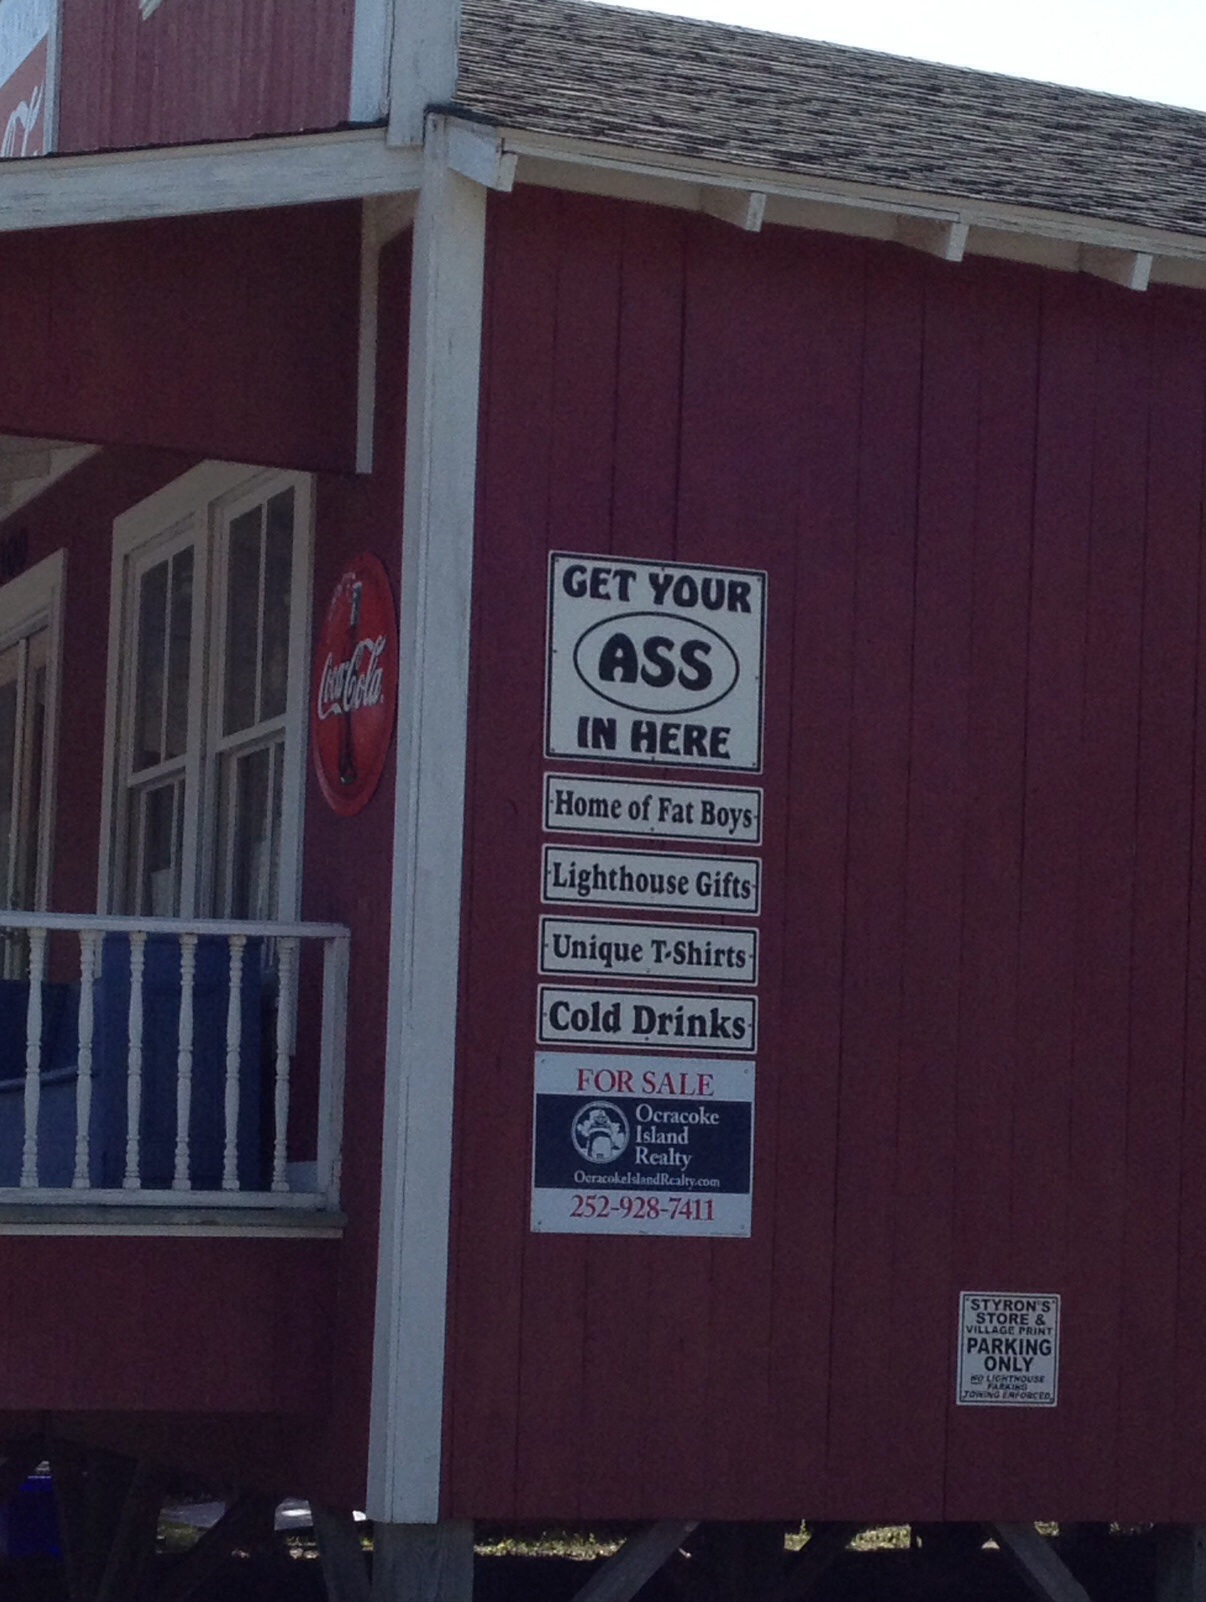 Coca-Cola
GET YOUR
ASS
IN HERE
Home of Fat Boys
Lighthouse Gifts
Unique T-Shirts
Cold Drinks
FOR SALE
Ocracoke
Island
Realty
OcracokeIslandRealty.com
252-928-7411
STYRON'S
STORE &
VILLAGE PRINT
PARKING
ONLY
NO LIGHTHOUSE
PARKING
TOWING ENFORCED